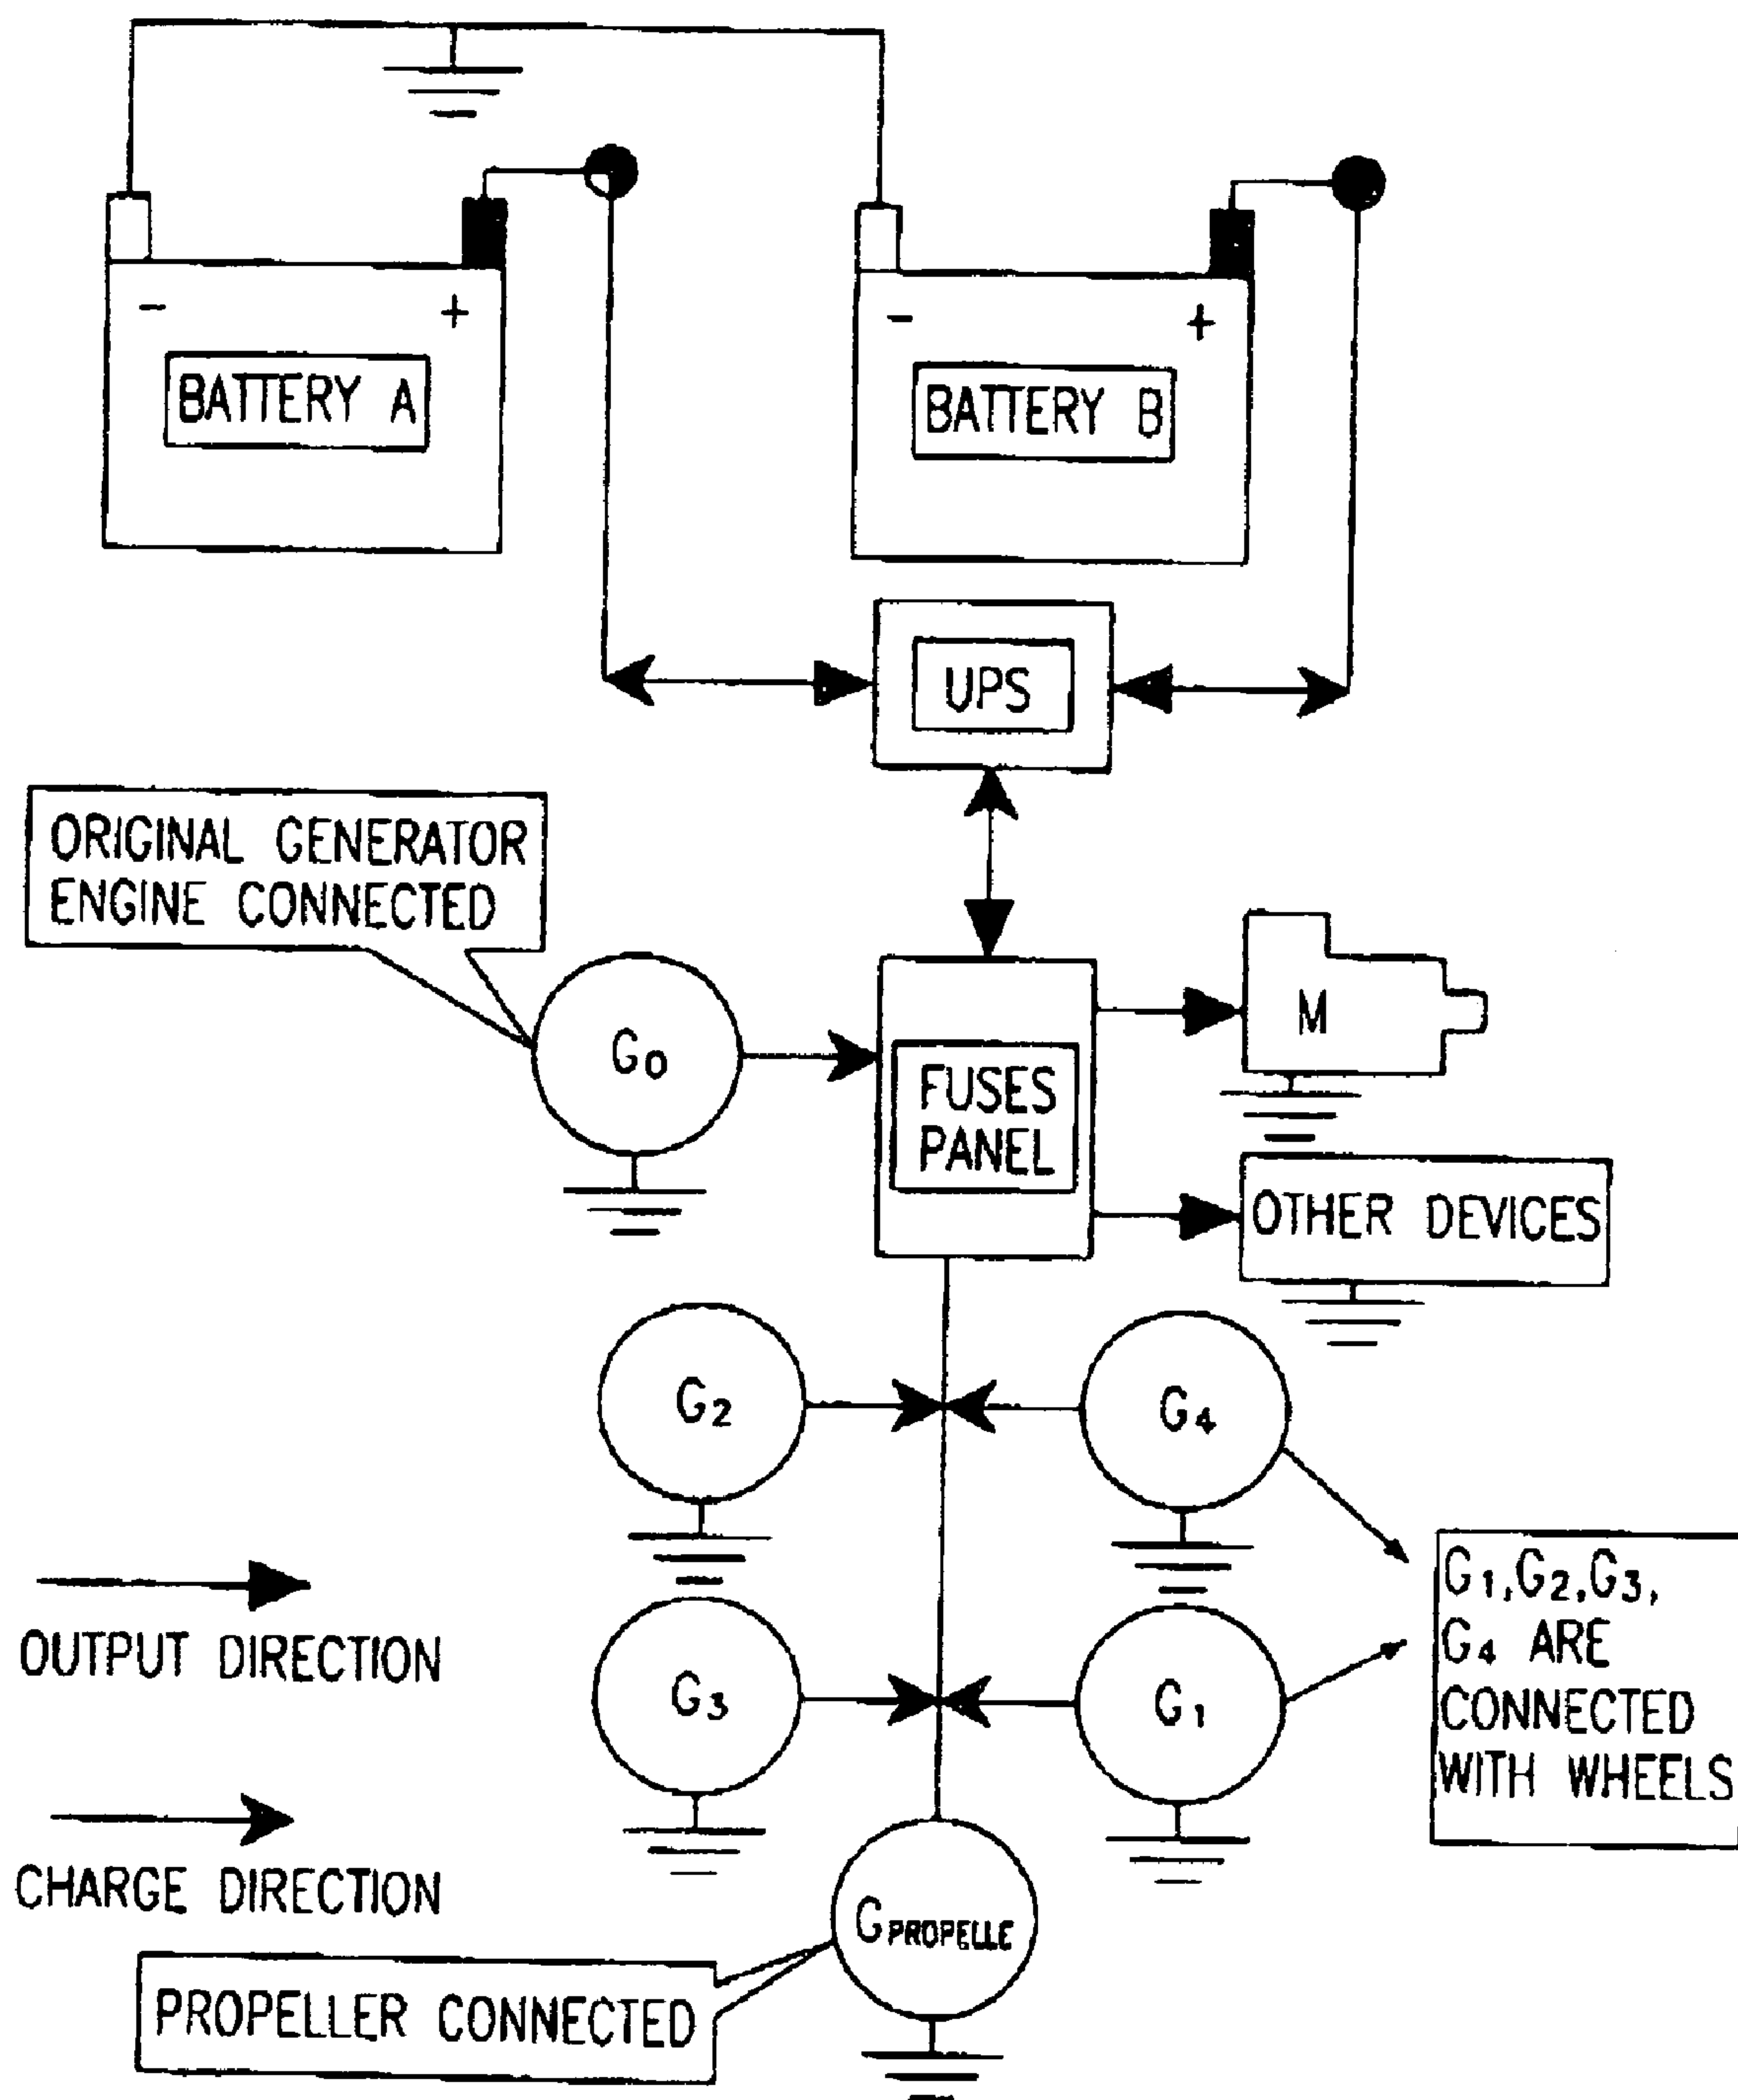 - +
BATTERY A
- +
BATTERY B
UPS
ORIGINAL GENERATOR
ENGINE CONNECTED
G0
M
FUSES
PANEL
OTHER DEVICES
G2
G4
G1,G2,G3,
G4 ARE
CONNECTED
WITH WHEELS
OUTPUT DIRECTION
G3
G1
CHARGE DIRECTION
GPROPELLE
PROPELLER CONNECTED